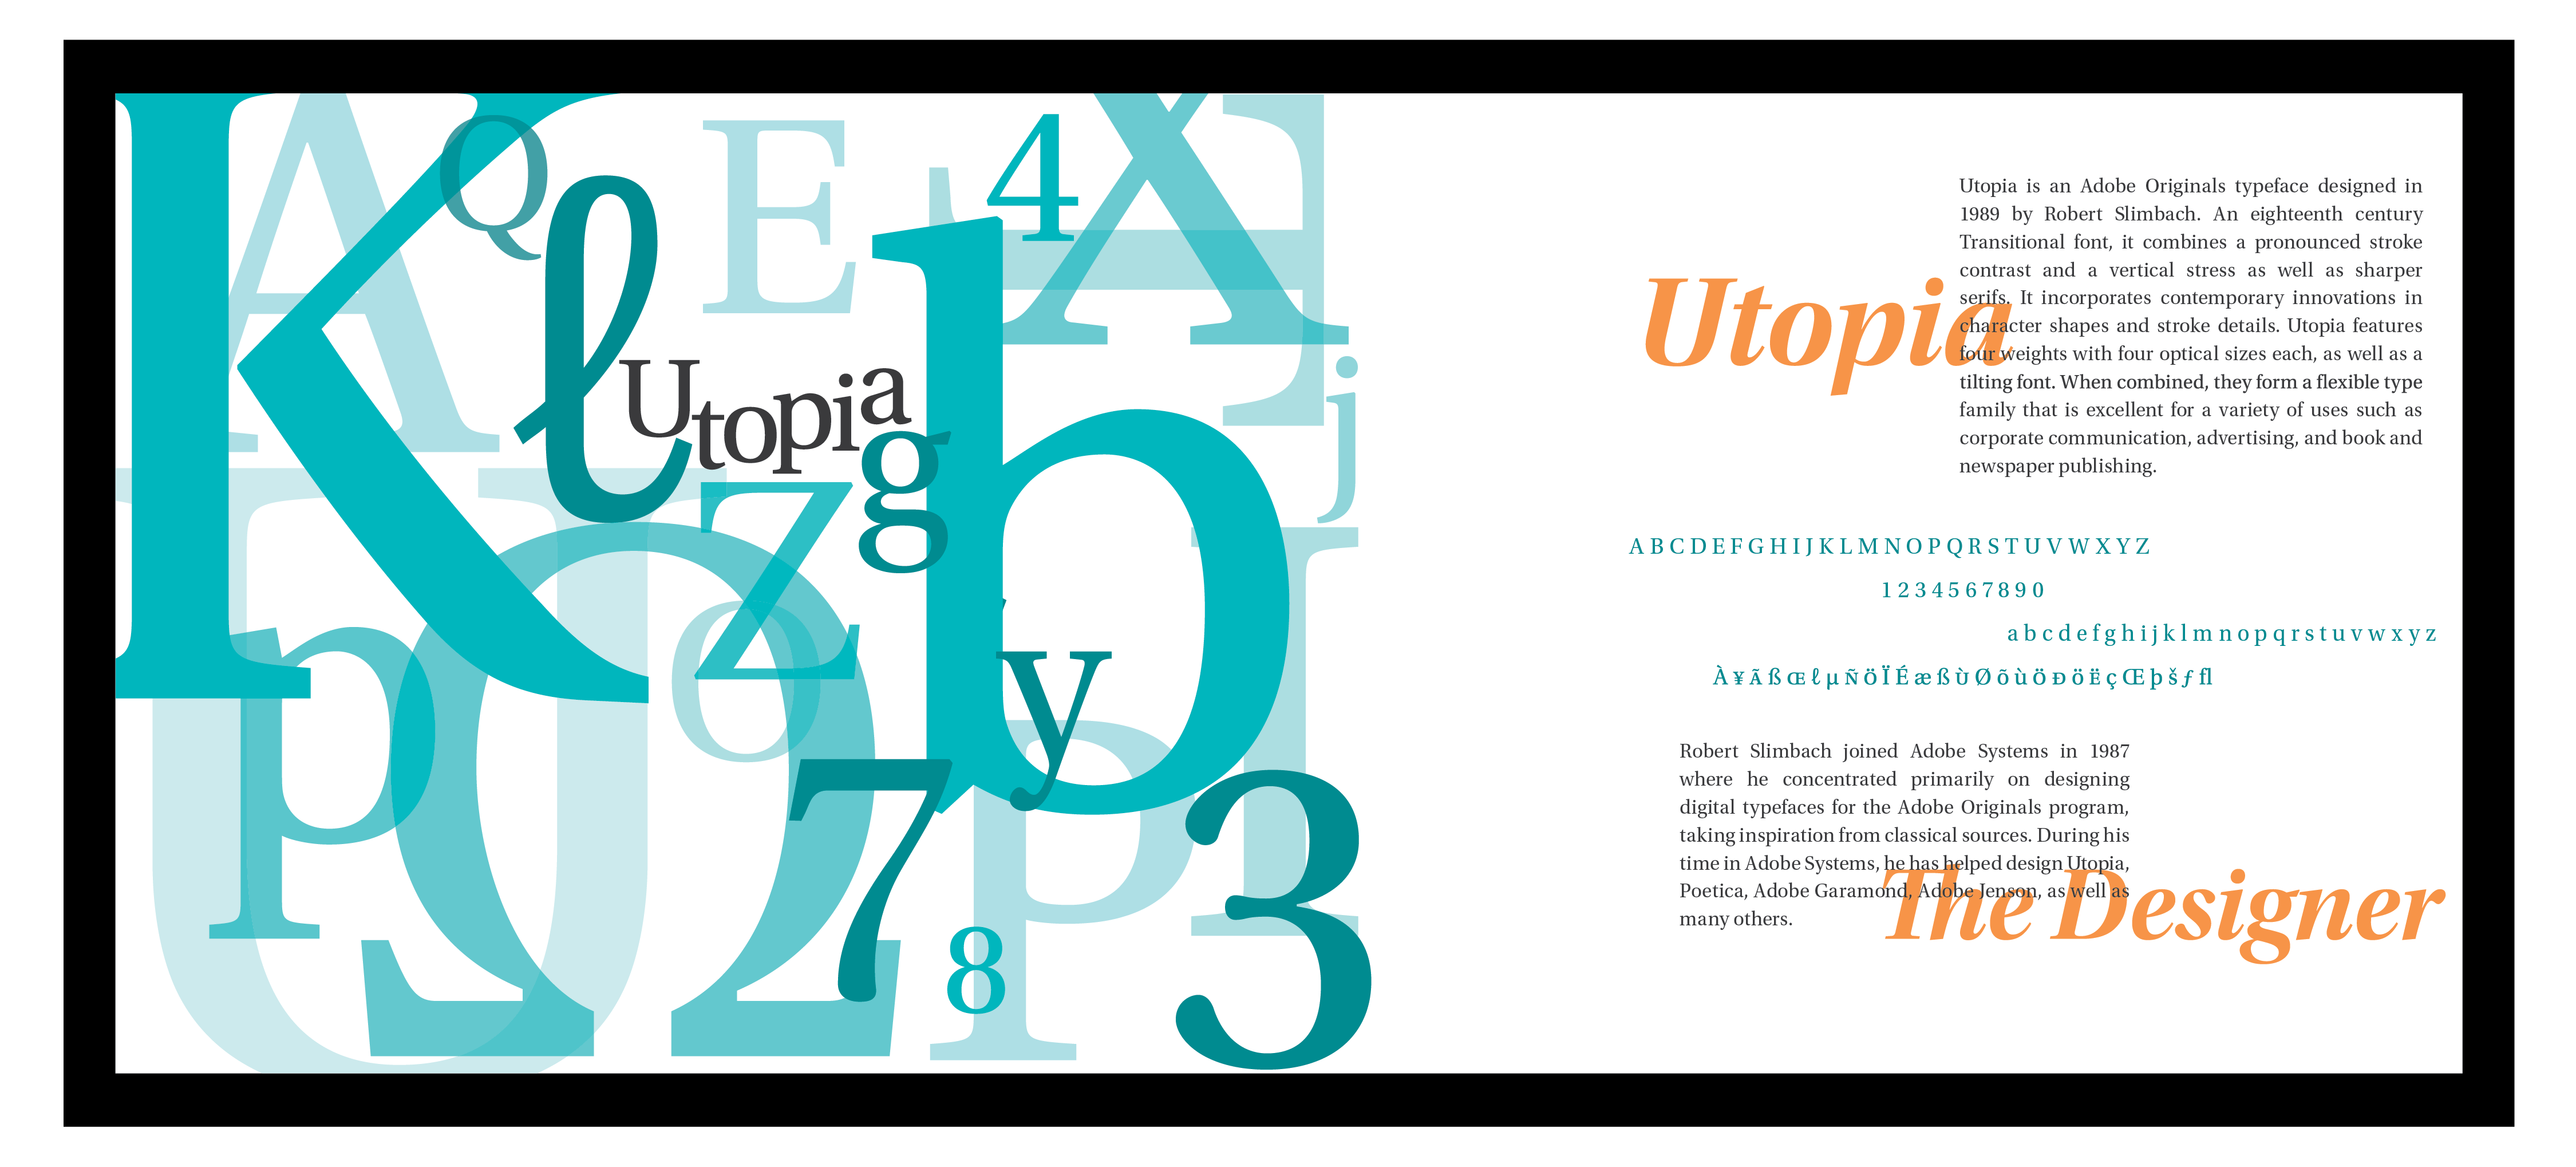 K
A
Q
E
4
X
H
ℓ
Utopia
g
b
j
z
U
p
Ω
o
y
I
7
P
3
8
Utopia
Utopia is an Adobe Originals typeface designed in
1989 by Robert Slimbach. An eighteenth century
Transitional font, it combines a pronounced stroke
contrast and a vertical stress as well as sharper
serifs. It incorporates contemporary innovations in
character shapes and stroke details. Utopia features
four weights with four optical sizes each, as well as a
tilting font. When combined, they form a flexible type
family that is excellent for a variety of uses such as
corporate communication, advertising, and book and
newspaper publishing.
A B C D E F G H I J K L M N O P Q R S T U V W X Y Z
1 2 3 4 5 6 7 8 9 0
a b c d e f g h i j k l m n o p q r s t u v w x y z
À ¥ Ã ß Œ ℓ µ Ñ Ö Ï É æ ß Ù Ø õ ù Ö Ð ö Ë ç Œ þ š ƒ fl
Robert Slimbach joined Adobe Systems in 1987
where he concentrated primarily on designing
digital typefaces for the Adobe Originals program,
taking inspiration from classical sources. During his
time in Adobe Systems, he has helped design Utopia,
Poetica, Adobe Garamond, Adobe Jenson, as well as
many others.
The Designer